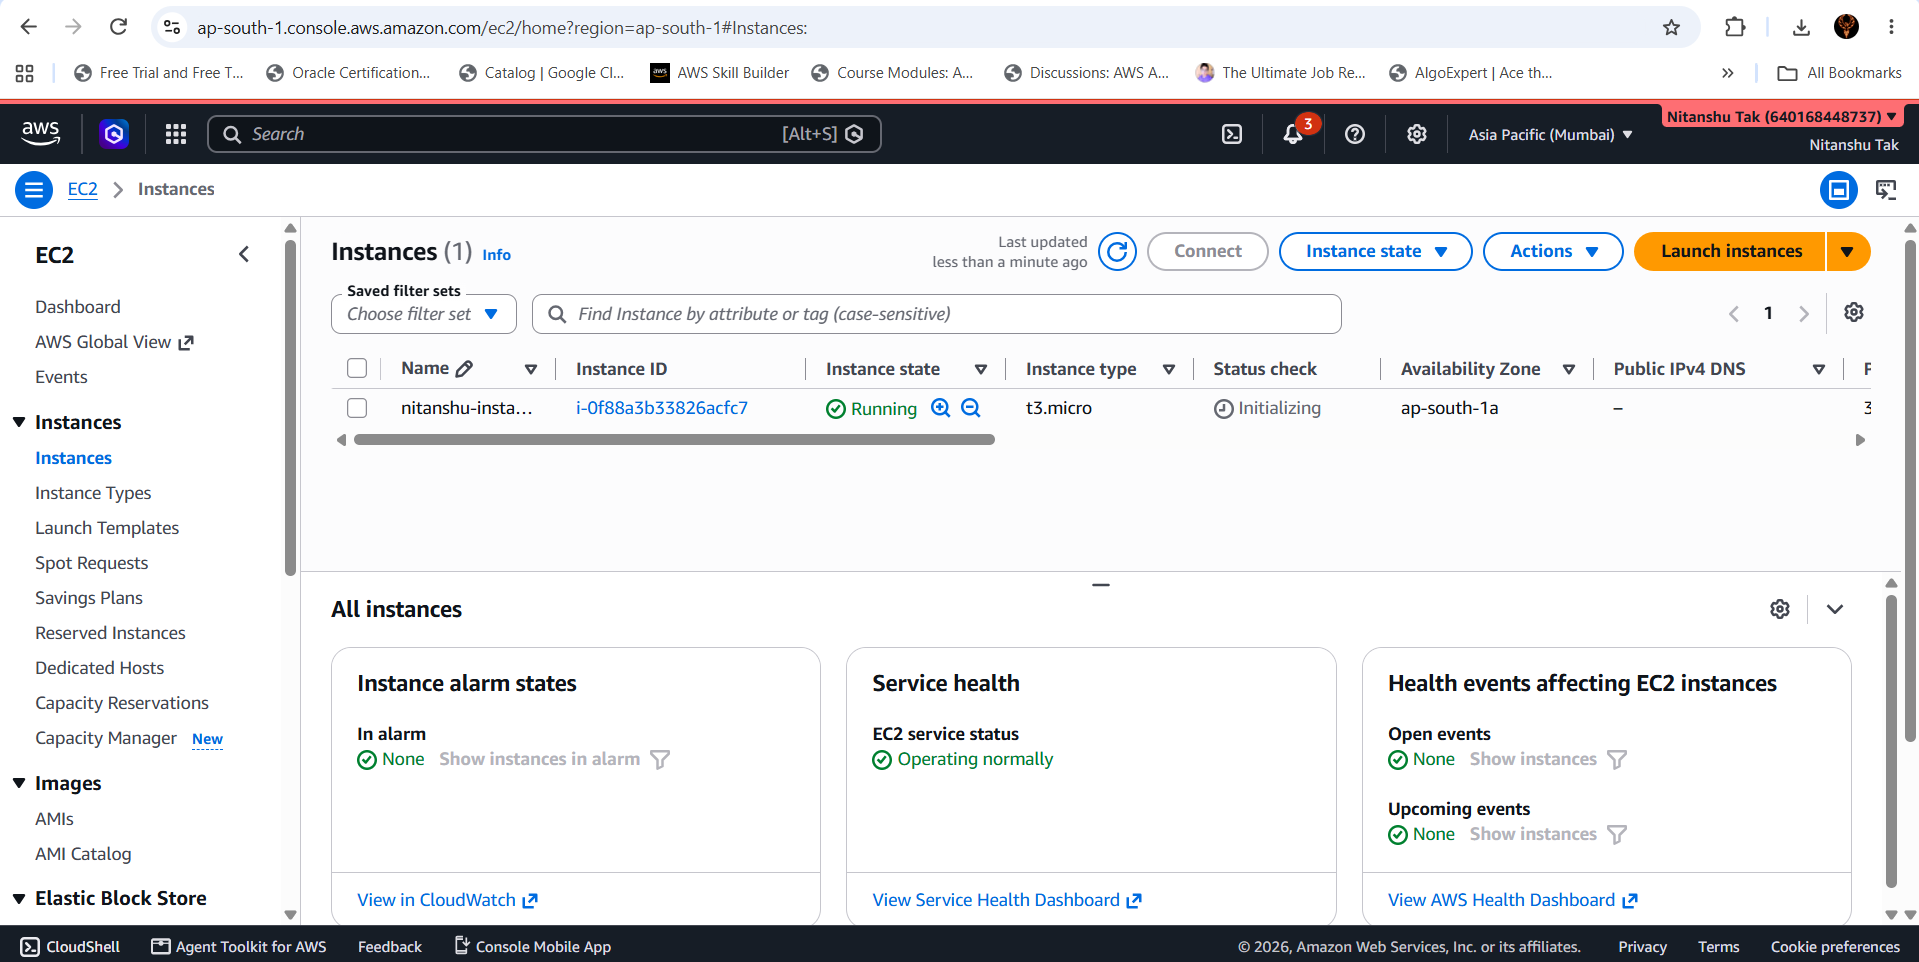 ap-south-1.console.aws.amazon.com/ec2/home?region=ap-south-1#Instances:
Free Trial and Free T... Oracle Certification... Catalog | Google Cl... aws AWS Skill Builder Course Modules: A... Discussions: AWS A... The Ultimate Job Re... AlgoExpert | Ace th... » All Bookmarks
aws Search [Alt+S] 3 Asia Pacific (Mumbai) Nitanshu Tak (640168448737)
Nitanshu Tak
EC2 Instances
EC2
Dashboard
AWS Global View
Events
Instances
Instances
Instance Types
Launch Templates
Spot Requests
Savings Plans
Reserved Instances
Dedicated Hosts
Capacity Reservations
Capacity Manager New
Images
AMIs
AMI Catalog
Elastic Block Store
Instances (1) Info
Last updated
less than a minute ago
Connect Instance state Actions Launch instances
Saved filter sets
Choose filter set Find Instance by attribute or tag (case-sensitive) 1
Name Instance ID Instance state Instance type Status check Availability Zone Public IPv4 DNS
nitanshu-insta... i-0f88a3b33826acfc7 Running t3.micro Initializing ap-south-1a – 3
All instances
Instance alarm states
In alarm
None Show instances in alarm
View in CloudWatch
Service health
EC2 service status
Operating normally
View Service Health Dashboard
Health events affecting EC2 instances
Open events
None Show instances
Upcoming events
None Show instances
View AWS Health Dashboard
CloudShell Agent Toolkit for AWS Feedback Console Mobile App © 2026, Amazon Web Services, Inc. or its affiliates. Privacy Terms Cookie preferences